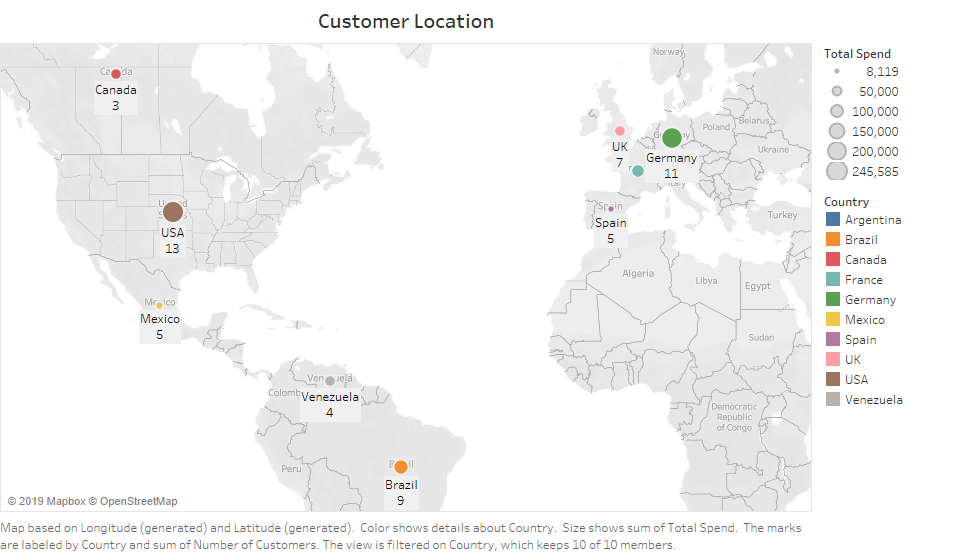 Customer Location
Norway
Canada
3
Poland
Belarus
Ukraine
UK
7
Germany
11
Italy
Turkey
Spain
Spain
5
United
USA
13
Algeria
Libya
Egypt
Sudan
Mexico
Mexico
5
Venezuela
Venezuela
4
Democratic
Republic
of Congo
Peru
Brazil
9
© 2019 Mapbox © OpenStreetMap
Total Spend
8,119
50,000
100,000
150,000
200,000
245,585
Country
Argentina
Brazil
Canada
France
Germany
Mexico
Spain
UK
USA
Venezuela
Map based on Longitude (generated) and Latitude (generated).  Color shows details about Country.  Size shows sum of Total Spend.  The marks
are labeled by Country and sum of Number of Customers. The view is filtered on Country, which keeps 10 of 10 members.